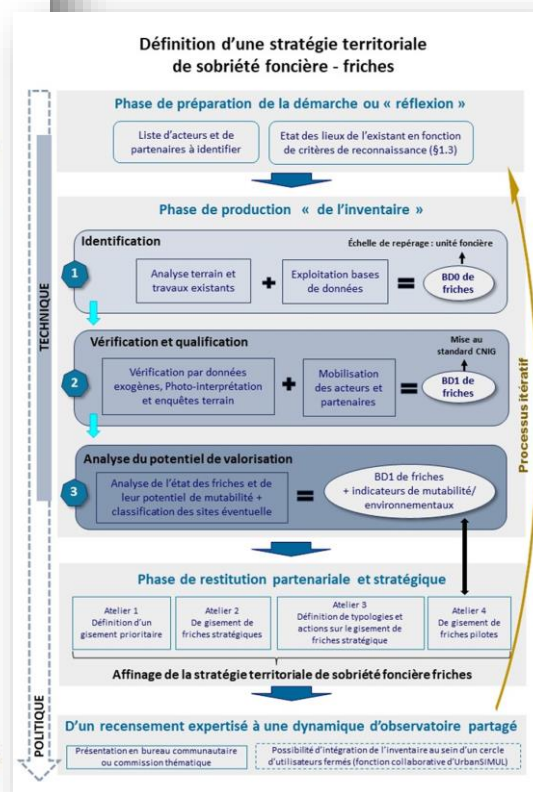 Définition d'une stratégie territoriale
de sobriété foncière - friches
Phase de préparation de la démarche ou « réflexion »
Liste d'acteurs et de
partenaires à identifier
Etat des lieux de l'existant en fonction
de critères de reconnaissance (§1.3)
Phase de production « de l'inventaire »
Identification
Échelle de repérage : unité foncière
1
Analyse terrain et
travaux existants
+
Exploitation bases
de données
=
BD0 de
friches
Vérification et qualification
Mise au
standard CNIG
2
Vérification par données
exogènes, Photo-interprétation
et enquêtes terrain
+
Mobilisation
des acteurs et
partenaires
=
BD1 de
friches
Analyse du potentiel de valorisation
3
Analyse de l'état des friches et de
leur potentiel de mutabilité +
classification des sites éventuelle
=
BD1 de friches
+ indicateurs de mutabilité/
environnementaux
Phase de restitution partenariale et stratégique
Atelier 1
Définition d'un
gisement prioritaire
Atelier 2
De gisement de
friches stratégiques
Atelier 3
Définition de typologies et
actions sur le gisement de
friches stratégique
Atelier 4
De gisement de
friches pilotes
Affinage de la stratégie territoriale de sobriété foncière friches
D'un recensement expertisé à une dynamique d'observatoire partagé
Présentation en bureau communautaire
ou commission thématique
Possibilité d'intégration de l'inventaire au sein d'un cercle
d'utilisateurs fermés (fonction collaborative d'UrbanSIMUL)
TECHNIQUE
POLITIQUE
Processus itératif